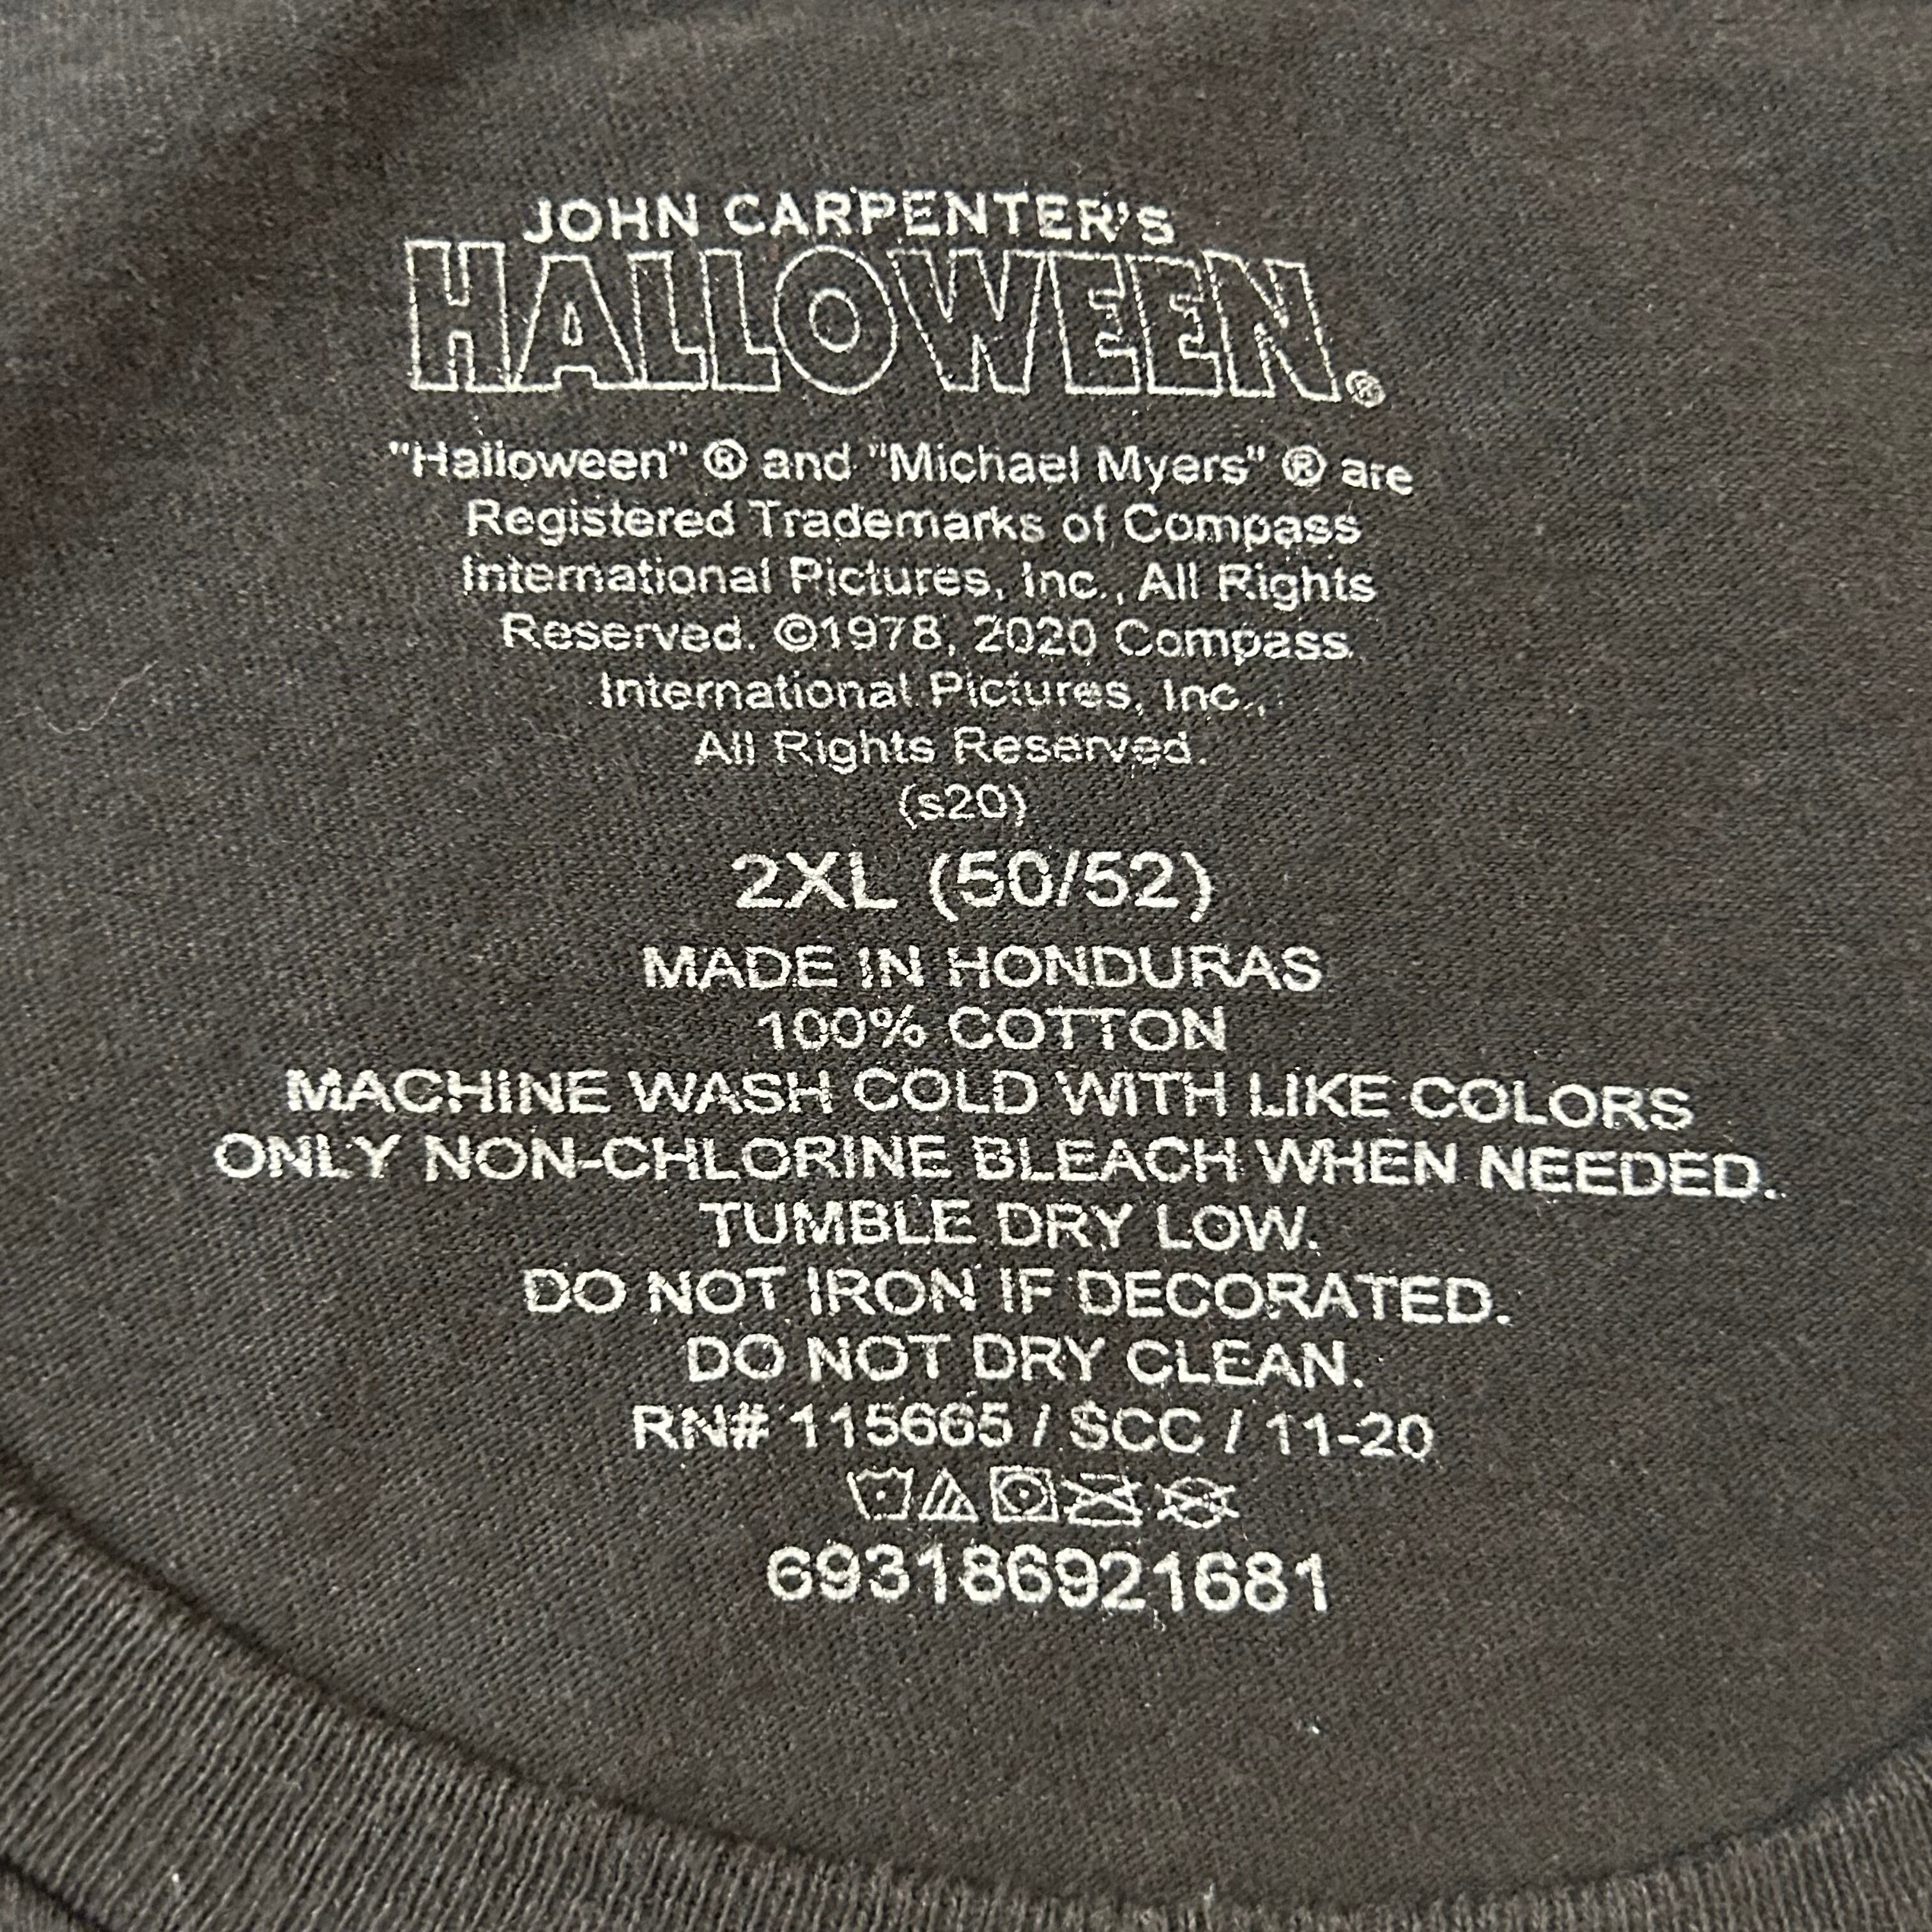 JOHN CARPENTER'S
HALLOWEEN®
"Halloween" ® and "Michael Myers" ® are
Registered Trademarks of Compass
International Pictures, Inc., All Rights
Reserved. ©1978, 2020 Compass
International Pictures, Inc.,
All Rights Reserved.
(s20)
2XL (50/52)
MADE IN HONDURAS
100% COTTON
MACHINE WASH COLD WITH LIKE COLORS
ONLY NON-CHLORINE BLEACH WHEN NEEDED.
TUMBLE DRY LOW.
DO NOT IRON IF DECORATED.
DO NOT DRY CLEAN.
RN# 115665 / SCC / 11-20
693186921681